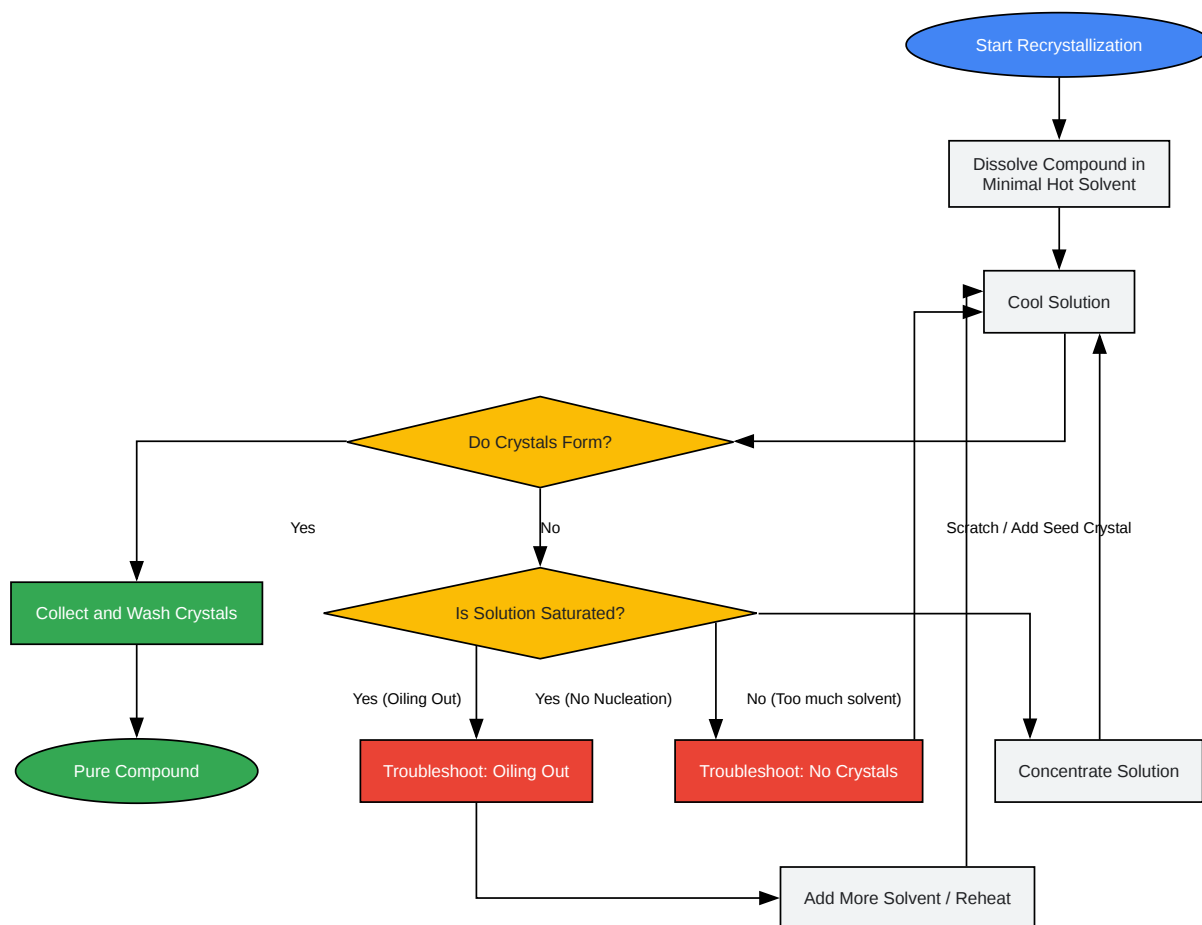 Start Recrystallization
Dissolve Compound in
Minimal Hot Solvent
Cool Solution
Do Crystals Form?
Yes
No
Scratch / Add Seed Crystal
Collect and Wash Crystals
Is Solution Saturated?
Yes (Oiling Out)
Yes (No Nucleation)
No (Too much solvent)
Pure Compound
Troubleshoot: Oiling Out
Troubleshoot: No Crystals
Concentrate Solution
Add More Solvent / Reheat